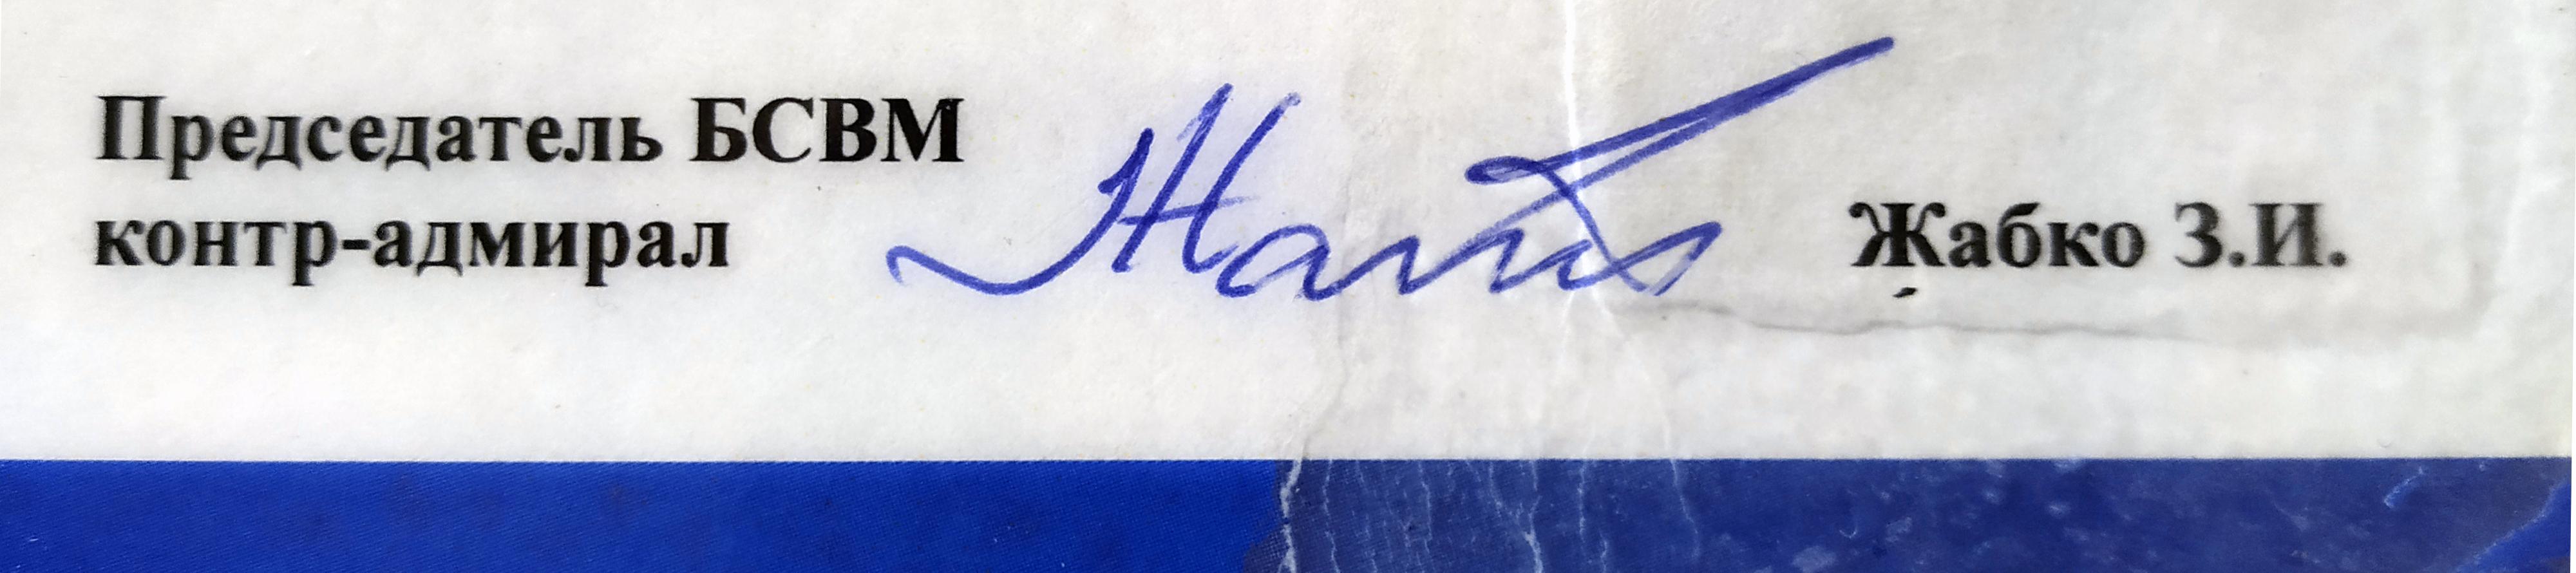 Председатель БСВМ
контр-адмирал Жабко З.И.